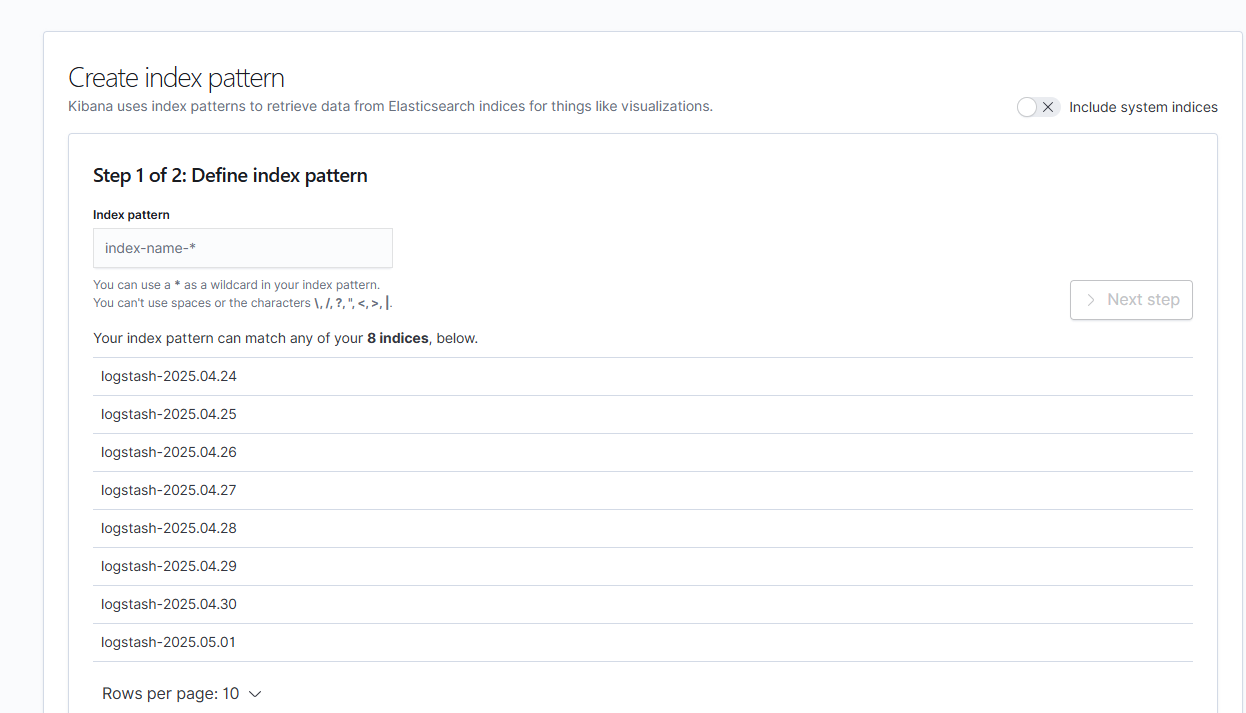 Create index pattern
Kibana uses index patterns to retrieve data from Elasticsearch indices for things like visualizations.
Include system indices
Step 1 of 2: Define index pattern
Index pattern
index-name-*
You can use a * as a wildcard in your index pattern.
You can't use spaces or the characters \, /, ?, ", <, >, |.
Next step
Your index pattern can match any of your 8 indices, below.
logstash-2025.04.24
logstash-2025.04.25
logstash-2025.04.26
logstash-2025.04.27
logstash-2025.04.28
logstash-2025.04.29
logstash-2025.04.30
logstash-2025.05.01
Rows per page: 10